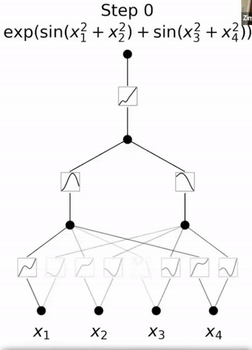 Step 0
exp(sin(x₁² + x₂²) + sin(x₃² + x₄²))
x₁ x₂ x₃ x₄